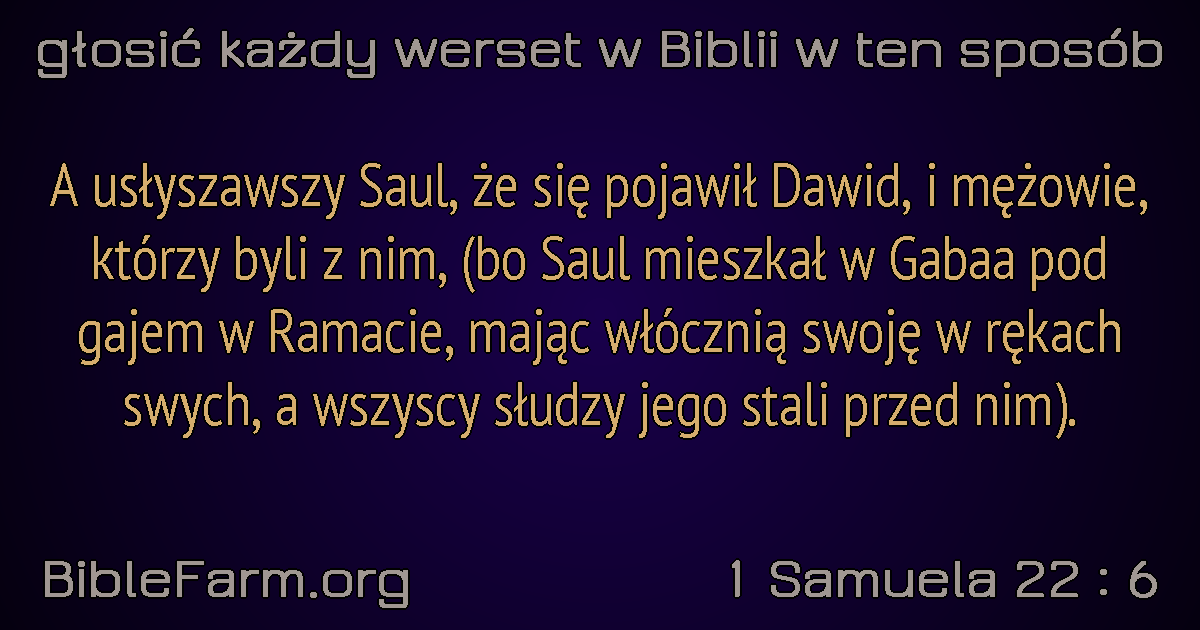 głosić każdy werset w Biblii w ten sposób
A usłyszawszy Saul, że się pojawił Dawid, i mężowie,
którzy byli z nim, (bo Saul mieszkał w Gabaa pod
gajem w Ramacie, mając włócznią swoję w rękach
swych, a wszyscy słudzy jego stali przed nim).
BibleFarm.org
1 Samuela 22 : 6